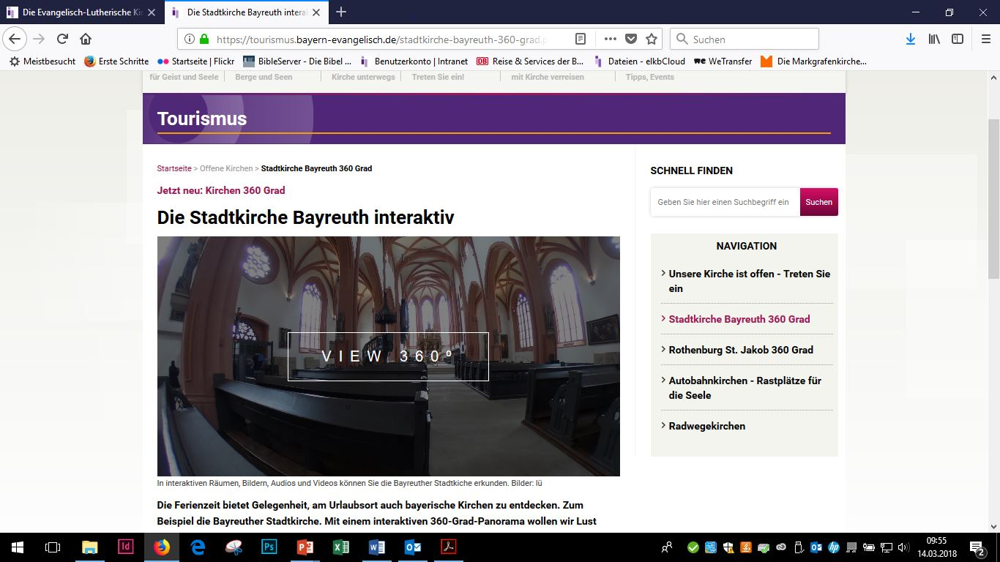 Die Evangelisch-Lutherische Ki
Die Stadtkirche Bayreuth intera
https://tourismus.bayern-evangelisch.de/stadtkirche-bayreuth-360-grad.p
Suchen
Meistbesucht
Erste Schritte
Startseite | Flickr
BibleServer - Die Bibel ...
Benutzerkonto | Intranet
Reise & Services der B...
Dateien - elkbCloud
WeTransfer
Die Markgrafenkirche...
für Geist und Seele
Berge und Seen
Kirche unterwegs
Treten Sie ein!
mit Kirche verreisen
Tipps, Events
Tourismus
Startseite > Offene Kirchen > Stadtkirche Bayreuth 360 Grad
Jetzt neu: Kirchen 360 Grad
Die Stadtkirche Bayreuth interaktiv
VIEW 360º
In interaktiven Räumen, Bildern, Audios und Videos können Sie die Bayreuther Stadtkiche erkunden. Bilder: lü
Die Ferienzeit bietet Gelegenheit, am Urlaubsort auch bayerische Kirchen zu entdecken. Zum
Beispiel die Bayreuther Stadtkirche. Mit einem interaktiven 360-Grad-Panorama wollen wir Lust
SCHNELL FINDEN
Geben Sie hier einen Suchbegriff ein
Suchen
NAVIGATION
Unsere Kirche ist offen - Treten Sie
ein
Stadtkirche Bayreuth 360 Grad
Rothenburg St. Jakob 360 Grad
Autobahnkirchen - Rastplätze für
die Seele
Radwegekirchen
09:55
14.03.2018
2